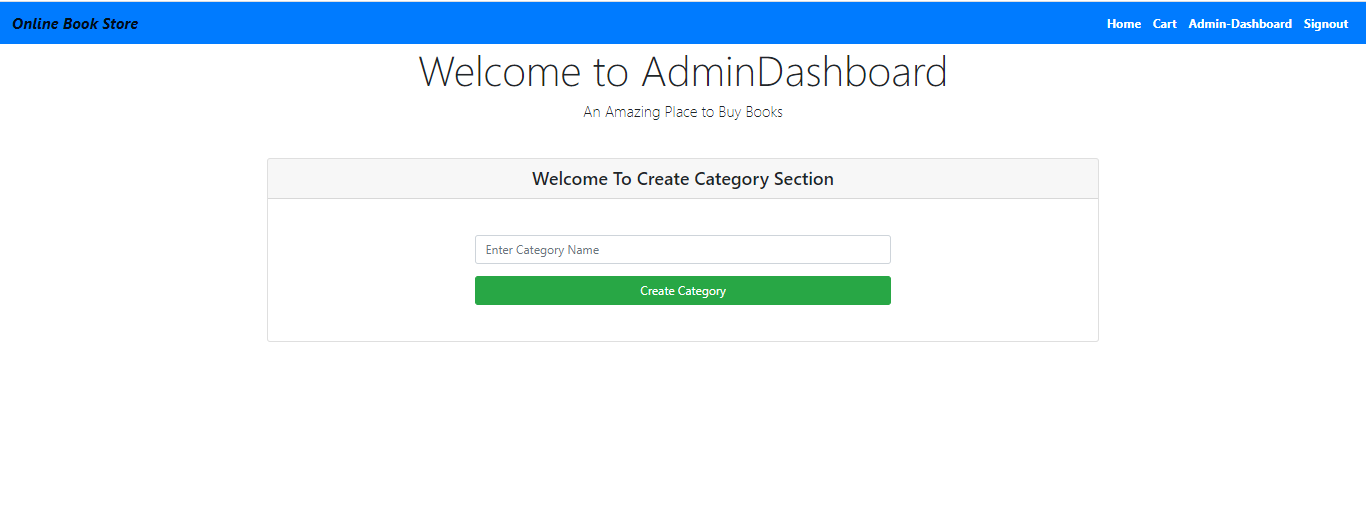 Online Book Store
Home Cart Admin-Dashboard Signout
Welcome to AdminDashboard
An Amazing Place to Buy Books
Welcome To Create Category Section
Enter Category Name
Create Category